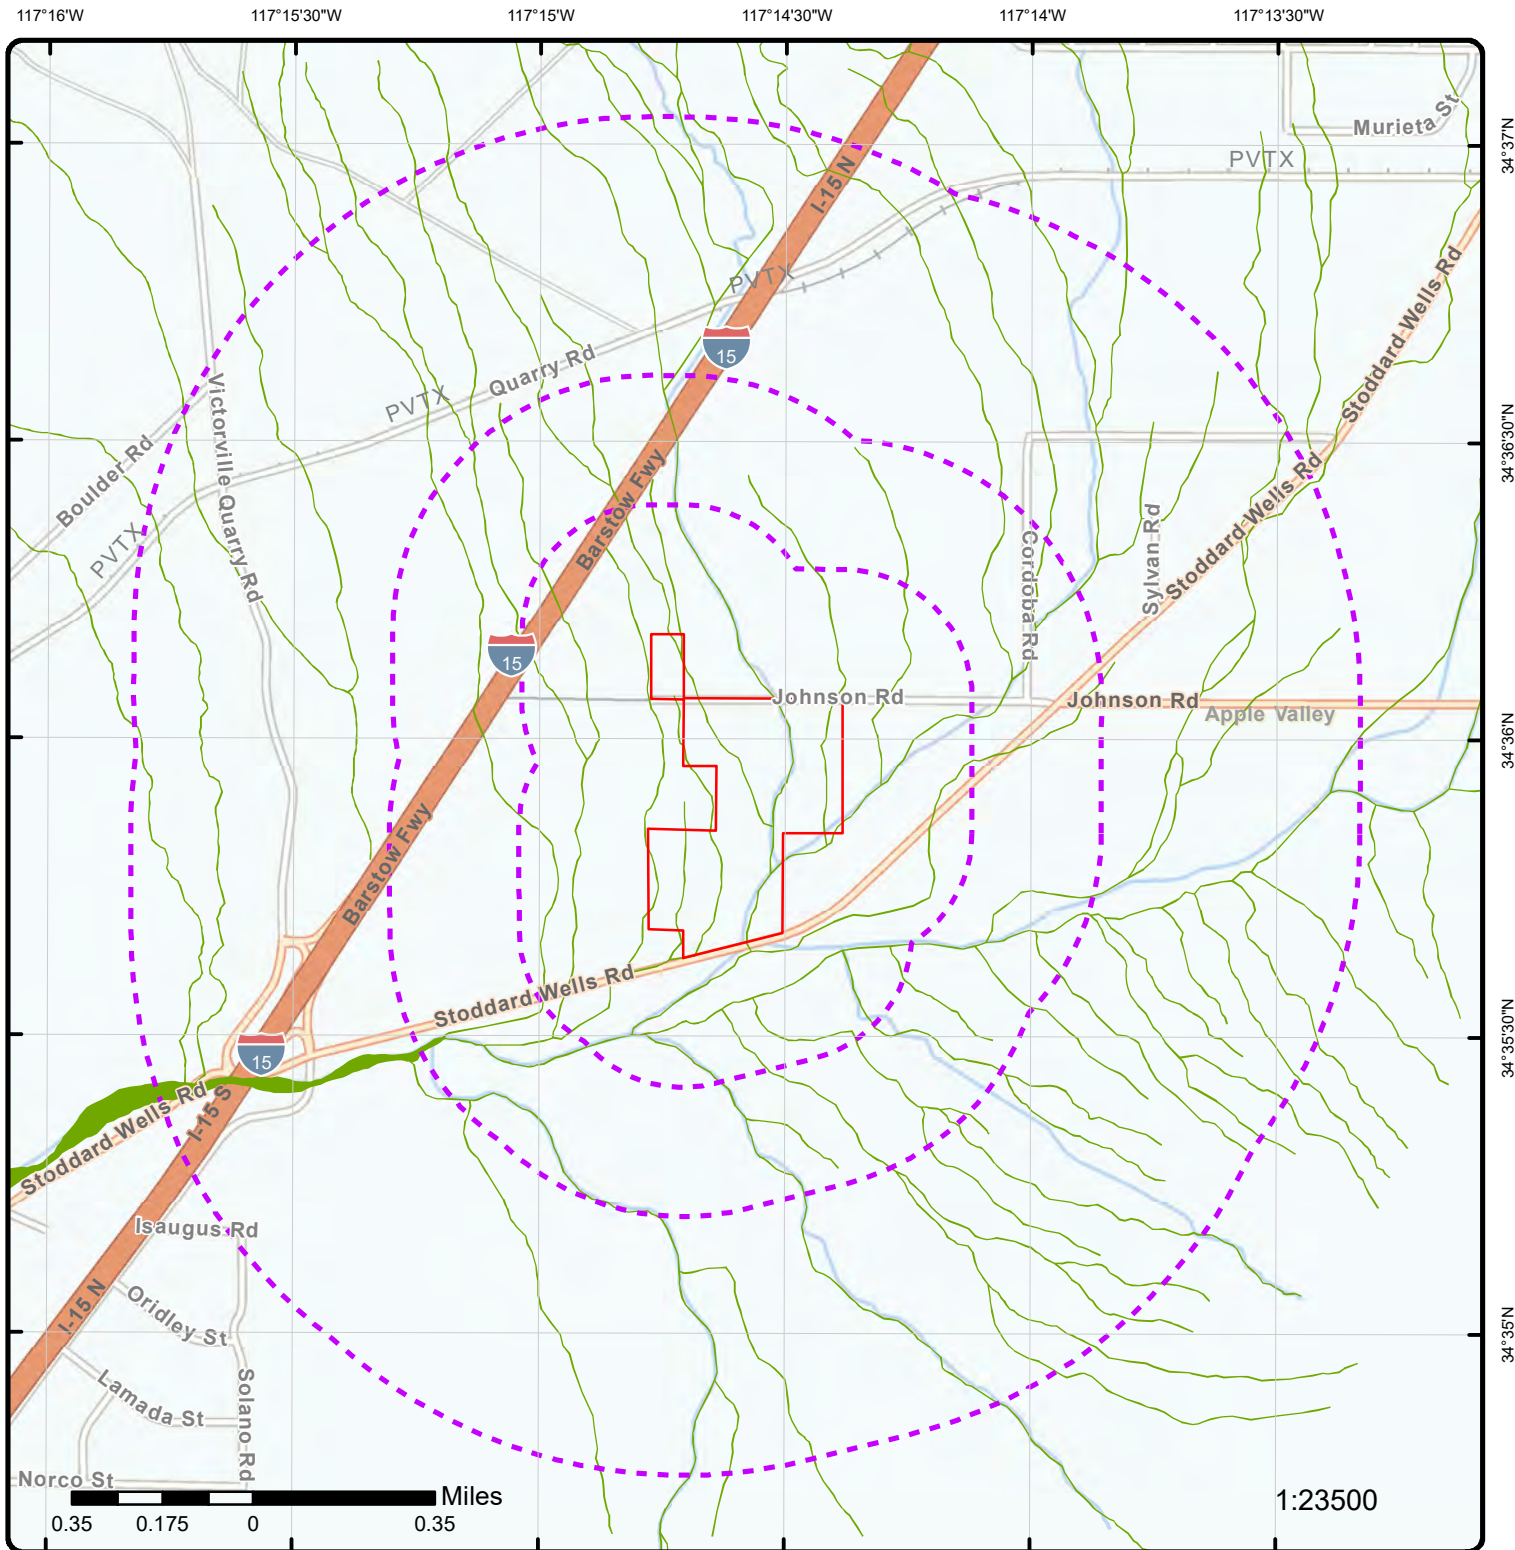 117°16'W
117°15'30"W
117°15'W
117°14'30"W
117°14'W
117°13'30"W
34°37'N
34°36'30"N
34°36'N
34°35'30"N
34°35'N
Murieta St
PVTX
I-15 N
PVTX
Stoddard Wells Rd
15
Quarry Rd
PVTX
Victorville Quarry Rd
Boulder Rd
PVTX
Barstow Fwy
Stoddard Wells Rd
Cordoba Rd
Sylvan Rd
15
Johnson Rd
Johnson Rd
Apple Valley
Barstow Fwy
Stoddard Wells Rd
15
Stoddard Wells Rd
I-15 S
Isaugus Rd
I-15 N
Oridley St
Lamada St
Solano Rd
Norco St
Miles
0.35
0.175
0
0.35
1:23500